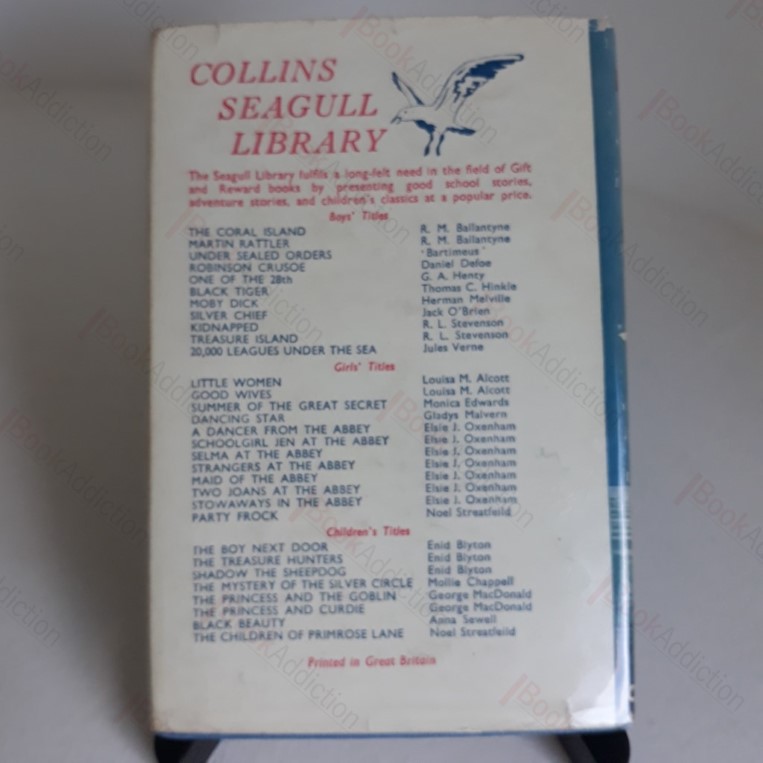 COLLINS
SEAGULL
LIBRARY
The Seagull Library fulfils a long-felt need in the field of Gift
and Reward books by presenting good school stories,
adventure stories, and children's classics at a popular price.
Boys' Titles
THE CORAL ISLAND R. M. Ballantyne
MARTIN RATTLER R. M. Ballantyne
UNDER SEALED ORDERS 'Bartimeus'
ROBINSON CRUSOE Daniel Defoe
ONE OF THE 28th G. A. Henty
BLACK TIGER Thomas C. Hinkle
MOBY DICK Herman Melville
SILVER CHIEF Jack O'Brien
KIDNAPPED R. L. Stevenson
TREASURE ISLAND R. L. Stevenson
20,000 LEAGUES UNDER THE SEA Jules Verne
Girls' Titles
LITTLE WOMEN Louisa M. Alcott
GOOD WIVES Louisa M. Alcott
SUMMER OF THE GREAT SECRET Monica Edwards
DANCING STAR Gladys Malvern
A DANCER FROM THE ABBEY Elsie J. Oxenham
SCHOOLGIRL JEN AT THE ABBEY Elsie J. Oxenham
SELMA AT THE ABBEY Elsie J. Oxenham
STRANGERS AT THE ABBEY Elsie J. Oxenham
MAID OF THE ABBEY Elsie J. Oxenham
TWO JOANS AT THE ABBEY Elsie J. Oxenham
STOWAWAYS IN THE ABBEY Elsie J. Oxenham
PARTY FROCK Noel Streatfeild
Children's Titles
THE BOY NEXT DOOR Enid Blyton
THE TREASURE HUNTERS Enid Blyton
SHADOW THE SHEEPDOG Enid Blyton
THE MYSTERY OF THE SILVER CIRCLE Mollie Chappell
THE PRINCESS AND THE GOBLIN George MacDonald
THE PRINCESS AND CURDIE George MacDonald
BLACK BEAUTY Anna Sewell
THE CHILDREN OF PRIMROSE LANE Noel Streatfeild
Printed in Great Britain
BookAddiction